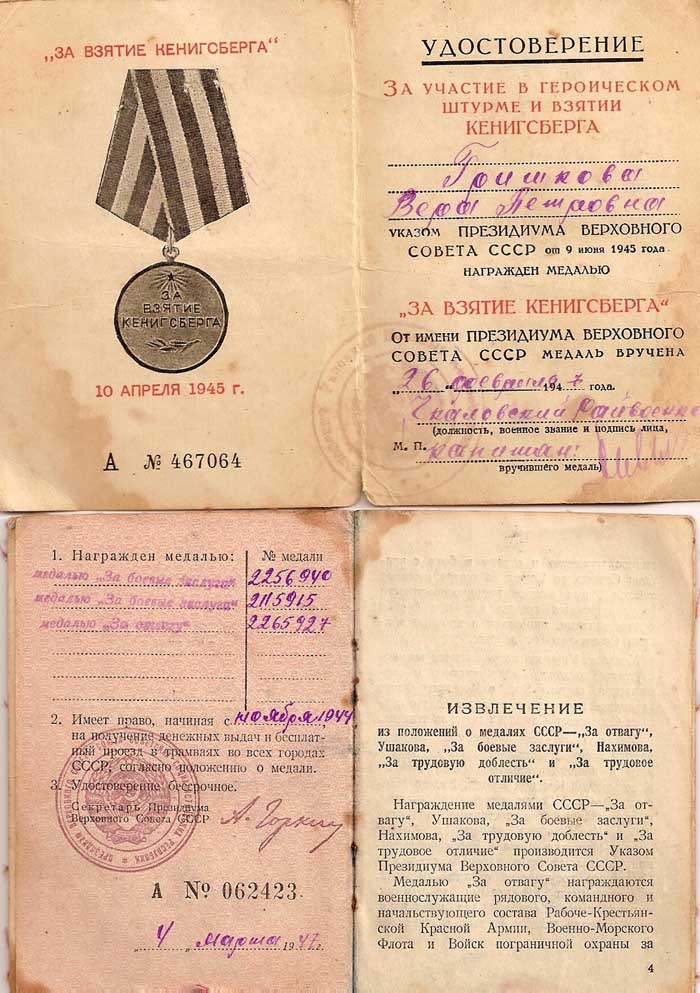 „ЗА ВЗЯТИЕ КЕНИГСБЕРГА“
ЗА
ВЗЯТИЕ
КЕНИГСБЕРГА
10 АПРЕЛЯ 1945 г.
А № 467064
УДОСТОВЕРЕНИЕ
ЗА УЧАСТИЕ В ГЕРОИЧЕСКОМ
ШТУРМЕ И ВЗЯТИИ
КЕНИГСБЕРГА
Гришкова
Вера Петровна
УКАЗОМ ПРЕЗИДИУМА ВЕРХОВНОГО
СОВЕТА СССР от 9 июня 1945 года
НАГРАЖДЕН МЕДАЛЬЮ
„ЗА ВЗЯТИЕ КЕНИГСБЕРГА“
От имени ПРЕЗИДИУМА ВЕРХОВНОГО
СОВЕТА СССР МЕДАЛЬ ВРУЧЕНА
„26 февраля 1947 года.
Чкаловский Райвоенко
(должность, военное звание и подпись лица,
М. П. капитан:
вручившего медаль)
1. Награжден медалью: № медали
медалью „За боевые заслуги“ 2256940
медалью „За боевые заслуги“ 2115915
медалью „За отвагу“ 2265927
2. Имеет право, начиная с ноября 1944
на получение денежных выдач и бесплат-
ный проезд в трамваях во всех городах
СССР, согласно положению о медали.
3. Удостоверение бессрочное.
Секретарь Президиума
Верховного Совета СССР А. Горкин
А № 062423
„4 марта 1947 г.
ИЗВЛЕЧЕНИЕ
из положений о медалях СССР—„За отвагу“,
Ушакова, „За боевые заслуги“, Нахимова,
„За трудовую доблесть“ и „За трудовое
отличие“.
Награждение медалями СССР—„За от-
вагу“, Ушакова, „За боевые заслуги“,
Нахимова, „За трудовую доблесть“ и „За
трудовое отличие“ производится Указом
Президиума Верховного Совета СССР.
Медалью „За отвагу“ награждаются
военнослужащие рядового, командного и
начальствующего состава Рабоче-Крестьян-
ской Красной Армии, Военно-Морского
Флота и Войск пограничной охраны за
4